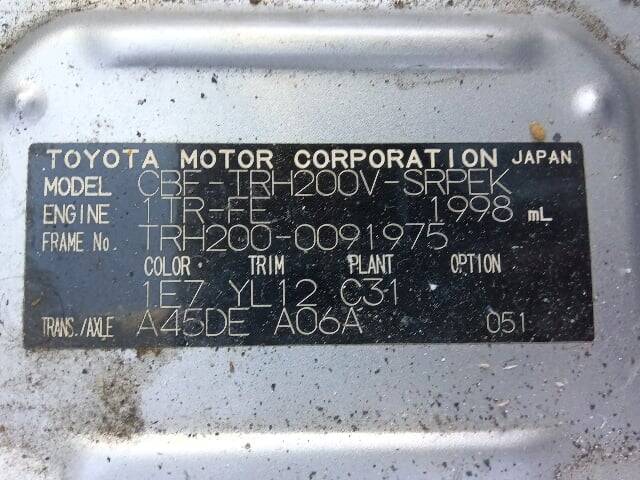 TOYOTA MOTOR CORPORATION JAPAN
MODEL CBF-TRH200V-SRPEK
ENGINE 1TR-FE 1998 mL
FRAME No. TRH200-0091975
COLOR TRIM PLANT OPTION
1E7 YL12 C31
TRANS./AXLE A45DE A06A 051